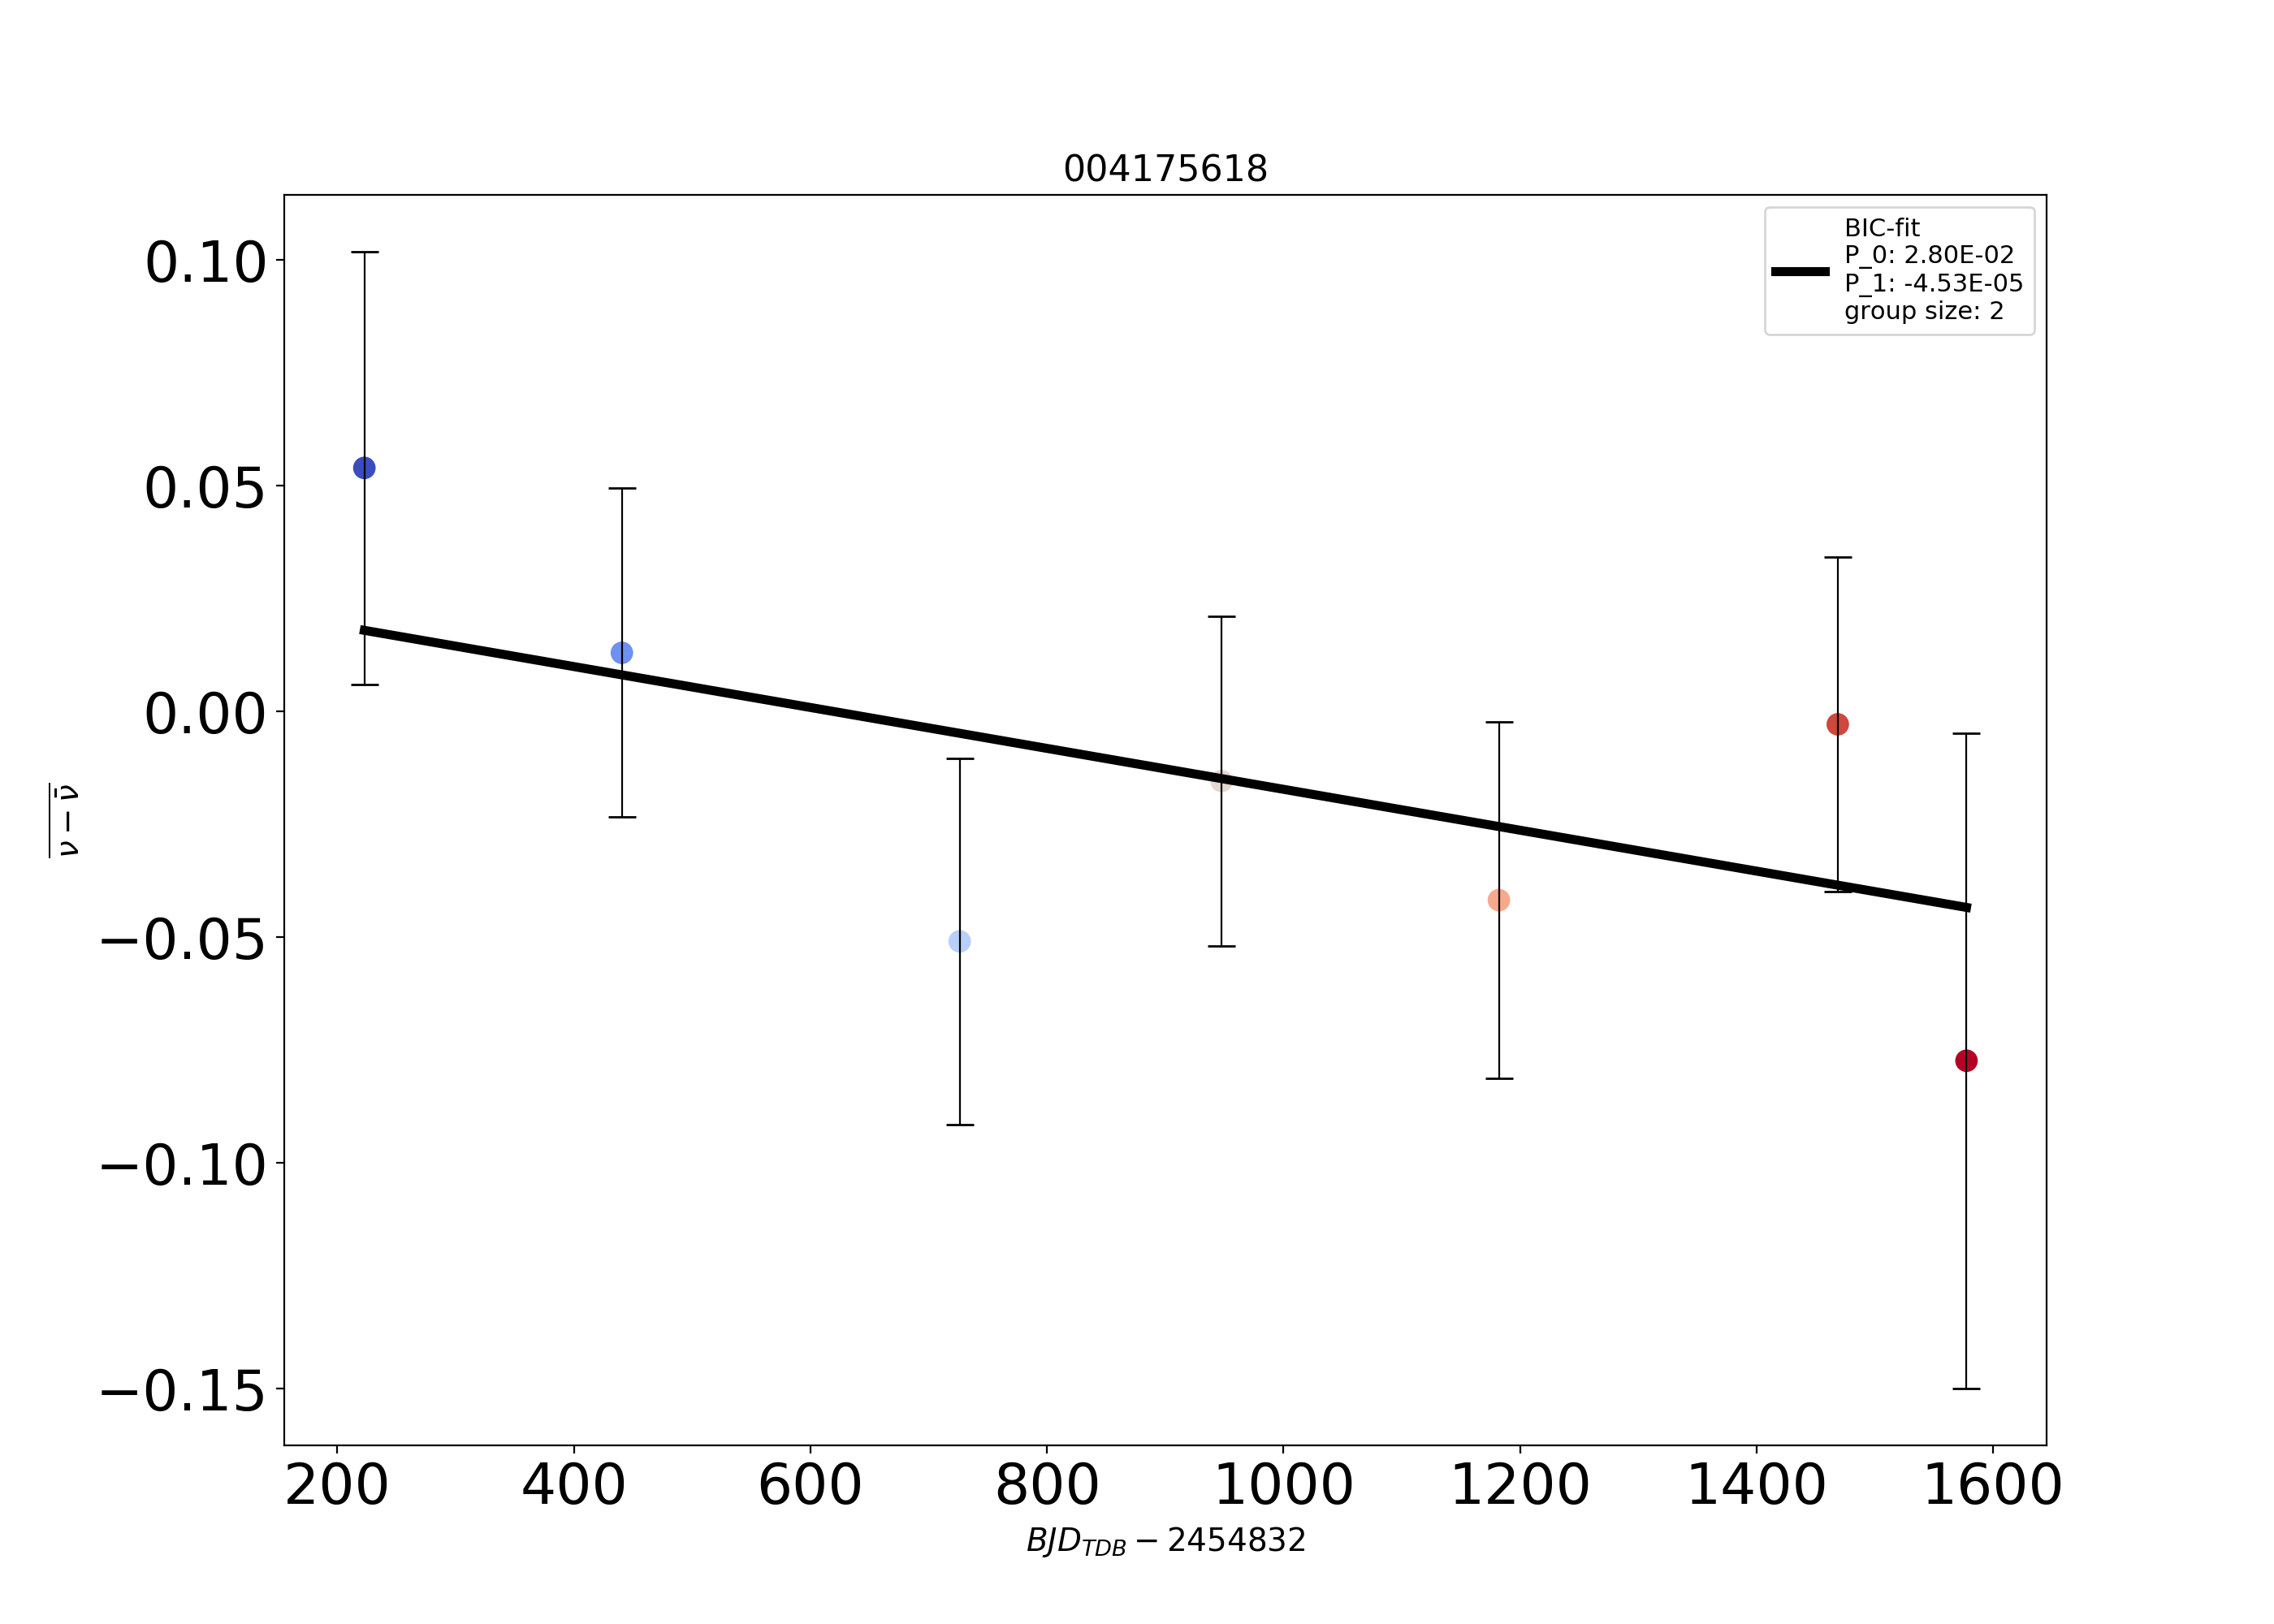 004175618
BIC-fit
P_0: 2.80E-02
P_1: -4.53E-05
group size: 2
0.10
0.05
0.00
−0.05
−0.10
−0.15
ν − ν̄
200 400 600 800 1000 1200 1400 1600
BJD_TDB − 2454832